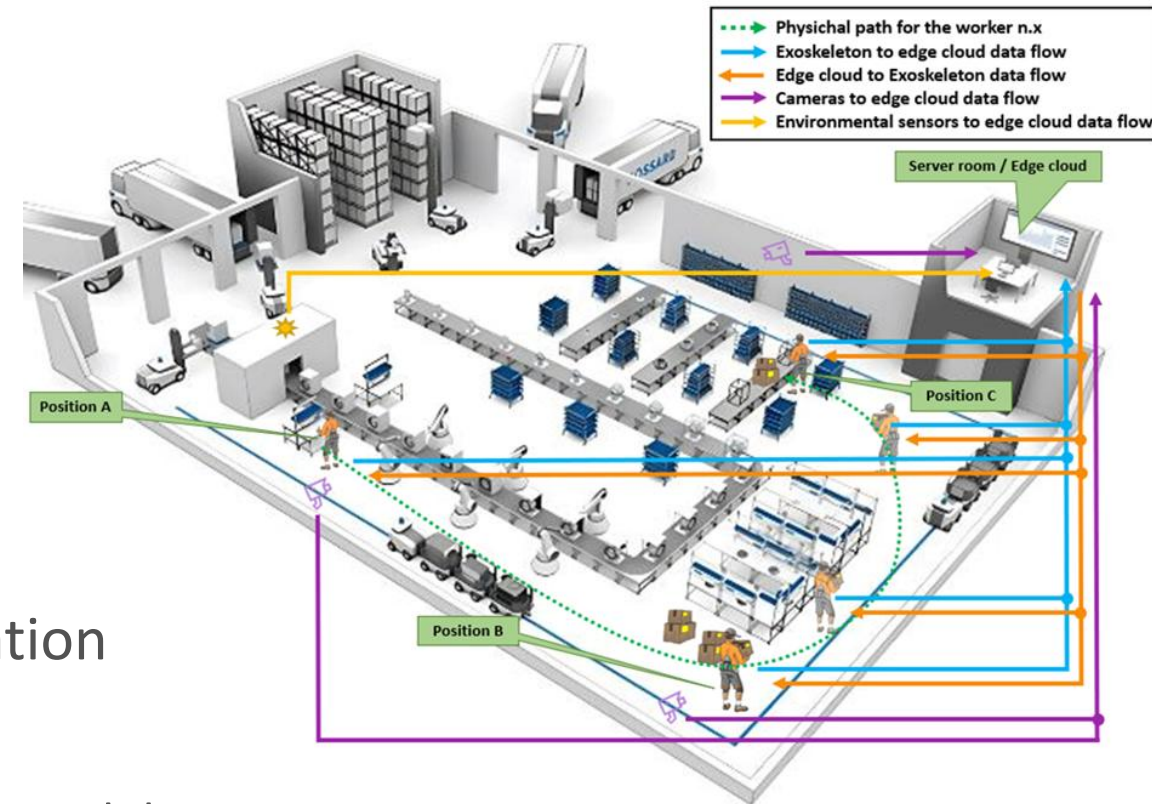 Physichal path for the worker n.x
Exoskeleton to edge cloud data flow
Edge cloud to Exoskeleton data flow
Cameras to edge cloud data flow
Environmental sensors to edge cloud data flow
Server room / Edge cloud
OSSARD
Position A
Position C
Position B